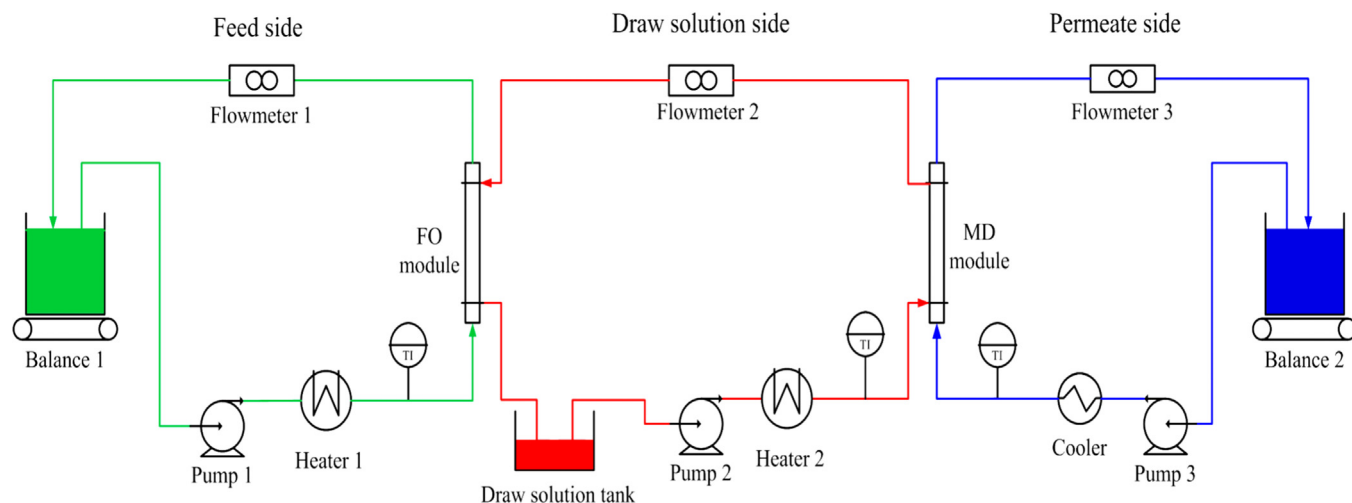 Feed side
Draw solution side
Permeate side
Flowmeter 1
Flowmeter 2
Flowmeter 3
FO
module
MD
module
TI
TI
TI
Balance 1
Balance 2
Pump 1
Heater 1
Draw solution tank
Pump 2
Heater 2
Cooler
Pump 3